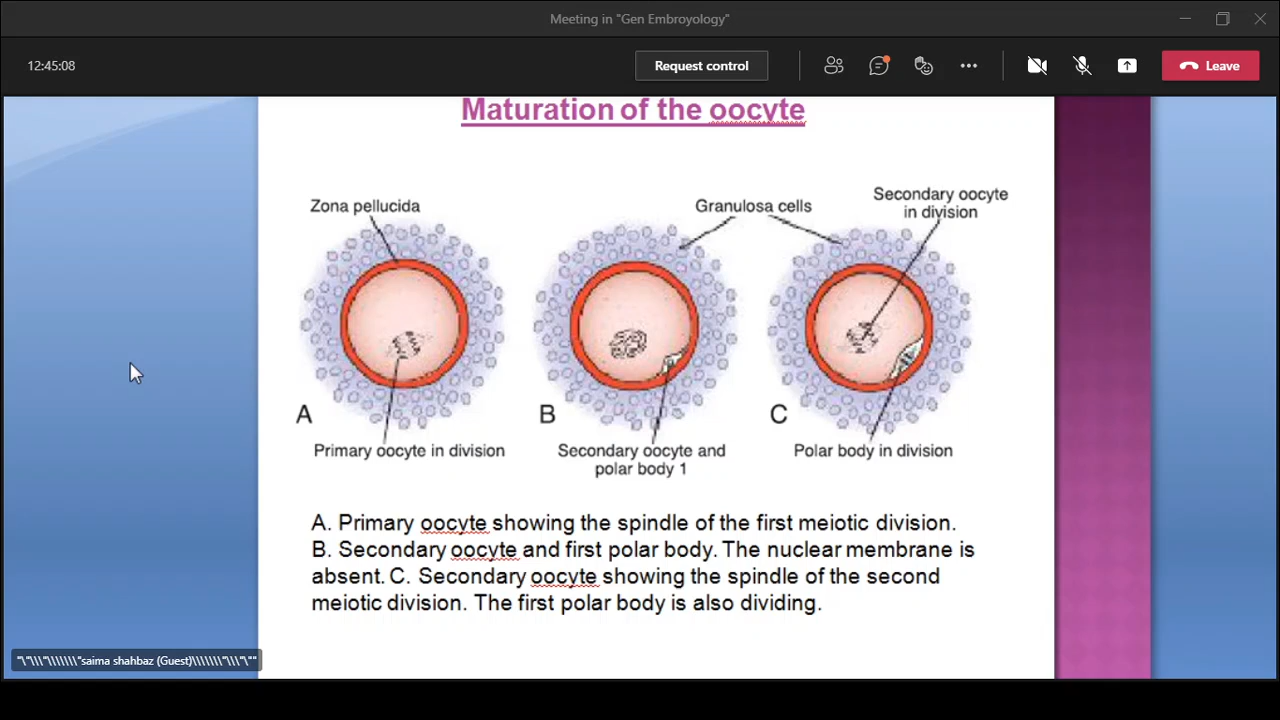 Meeting in "Gen Embroyology"
12:45:08
Request control
Leave
Maturation of the oocyte
Zona pellucida
Granulosa cells
Secondary oocyte
in division
A
B
C
Primary oocyte in division
Secondary oocyte and
polar body 1
Polar body in division
A. Primary oocyte showing the spindle of the first meiotic division.
B. Secondary oocyte and first polar body. The nuclear membrane is
absent. C. Secondary oocyte showing the spindle of the second
meiotic division. The first polar body is also dividing.
"\"\\\"\\\\\\\"saima shahbaz (Guest)\\\\\\\"\\\"\""